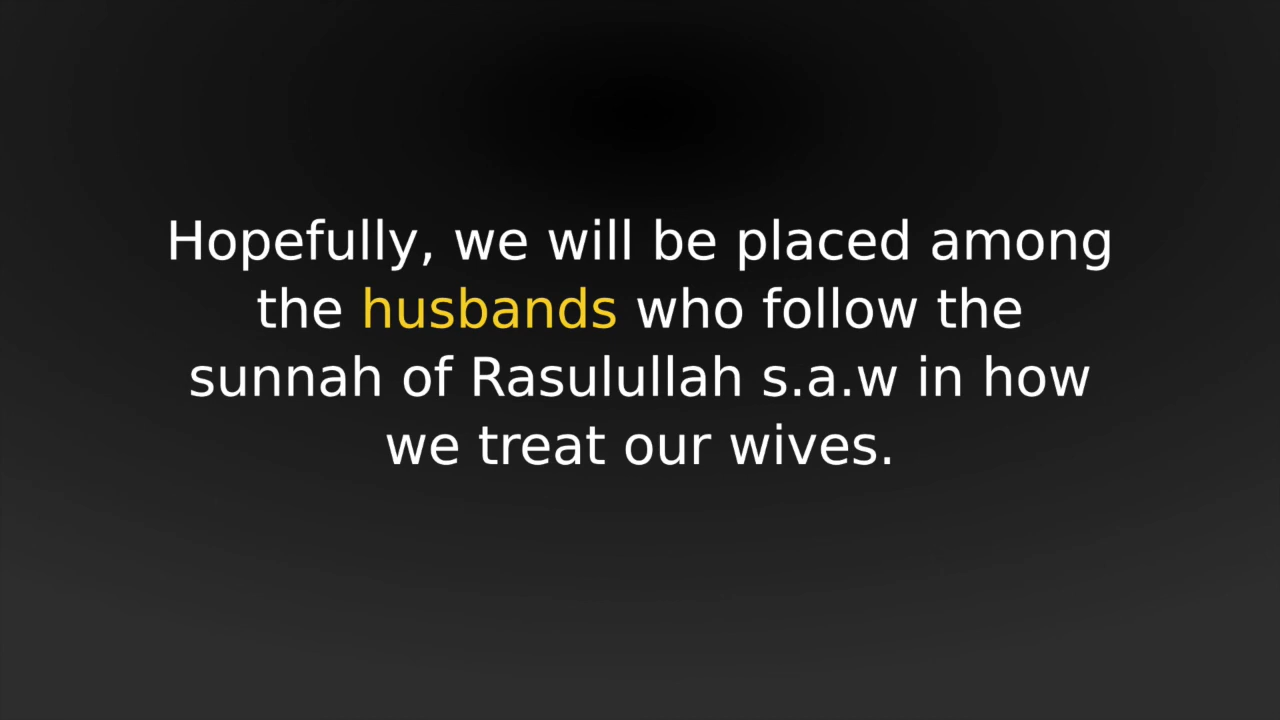 Hopefully, we will be placed among
the husbands who follow the
sunnah of Rasulullah s.a.w in how
we treat our wives.